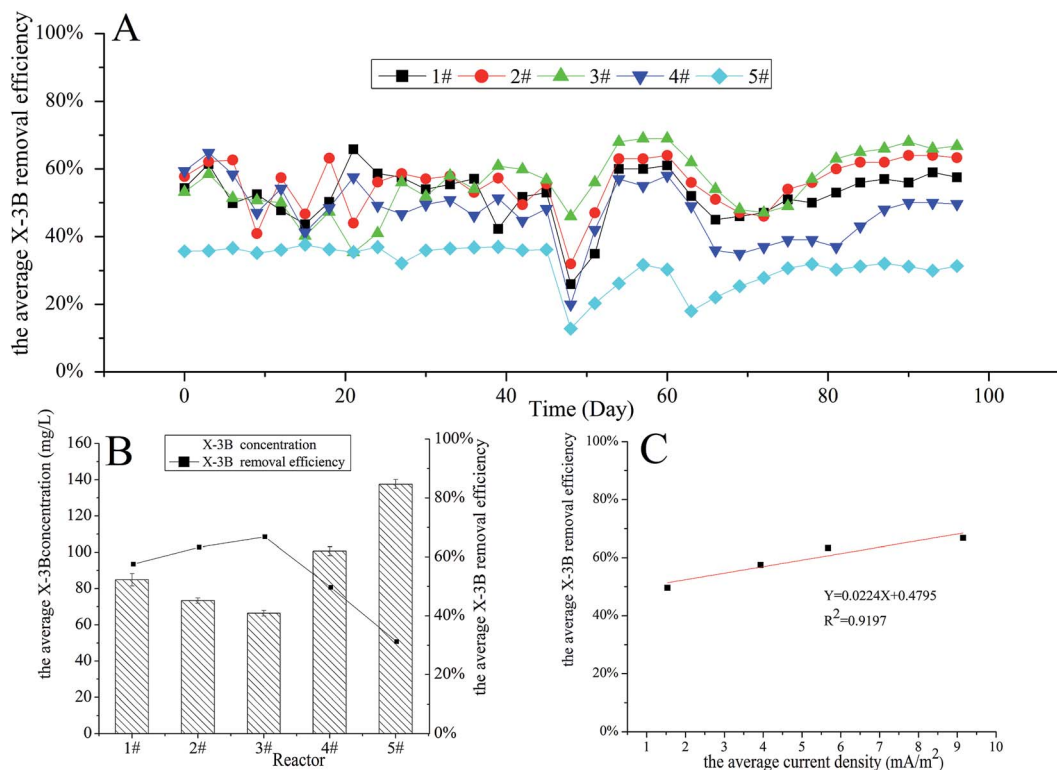 A
the average X-3B removal efficiency
100%
80%
60%
40%
20%
0%
1# 2# 3# 4# 5#
0 20 40 60 80 100
Time (Day)
B
the average X-3Bconcentration (mg/L)
160
140
120
100
80
60
40
20
0
X-3B concentration
X-3B removal efficiency
100%
80%
60%
40%
20%
0%
the average X-3B removal efficiency
1# 2# 3# 4# 5#
Reactor
C
the average X-3B removal efficiency
100%
80%
60%
40%
20%
0%
Y=0.0224X+0.4795
R²=0.9197
1 2 3 4 5 6 7 8 9 10
the average current density (mA/m²)